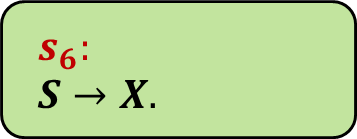 s₆:
S → X.